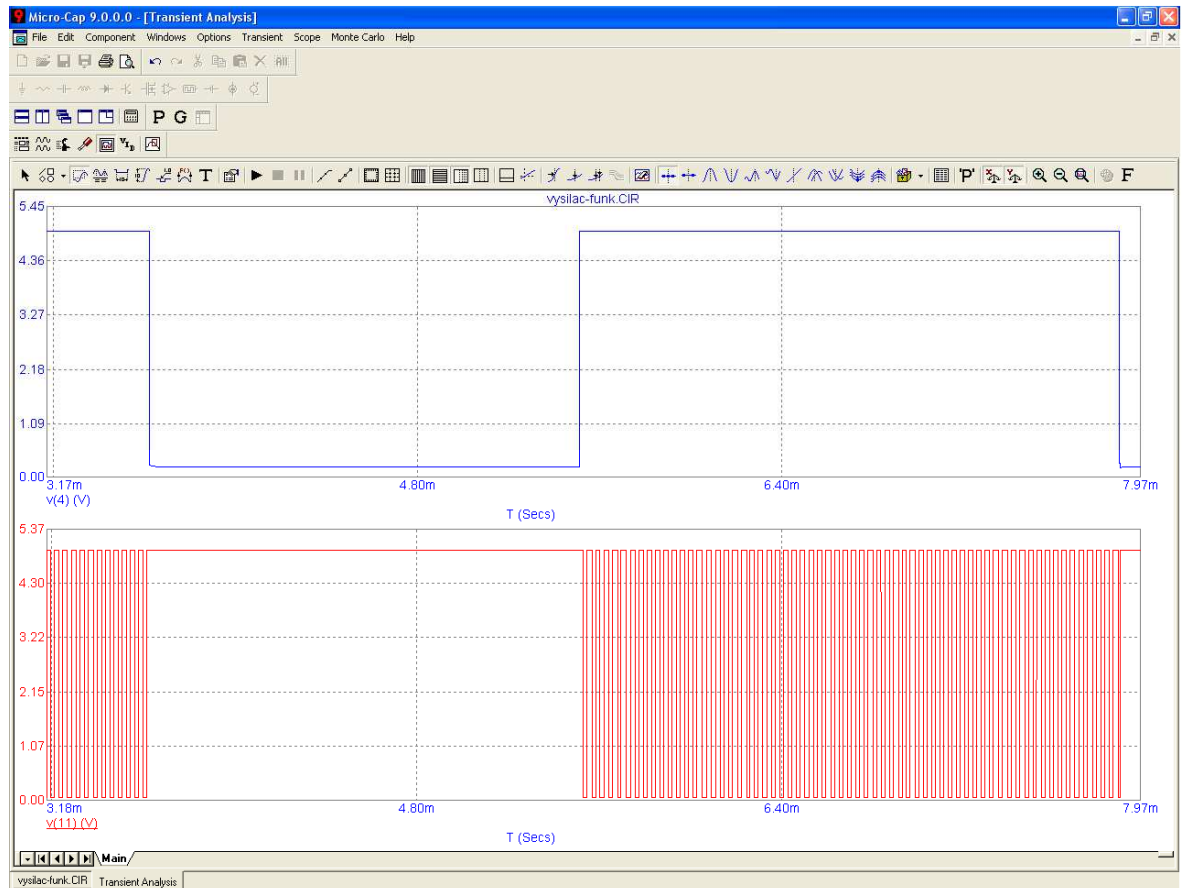 Micro-Cap 9.0.0.0 - [Transient Analysis]
File Edit Component Windows Options Transient Scope Monte Carlo Help
P G
T 'P' F
vysilac-funk.CIR
5.45
4.36
3.27
2.18
1.09
0.00
3.17m 4.80m 6.40m 7.97m
v(4) (V)
T (Secs)
5.37
4.30
3.22
2.15
1.07
0.00
3.18m 4.80m 6.40m 7.97m
v(11) (V)
T (Secs)
Main
vysilac-funk.CIR Transient Analysis